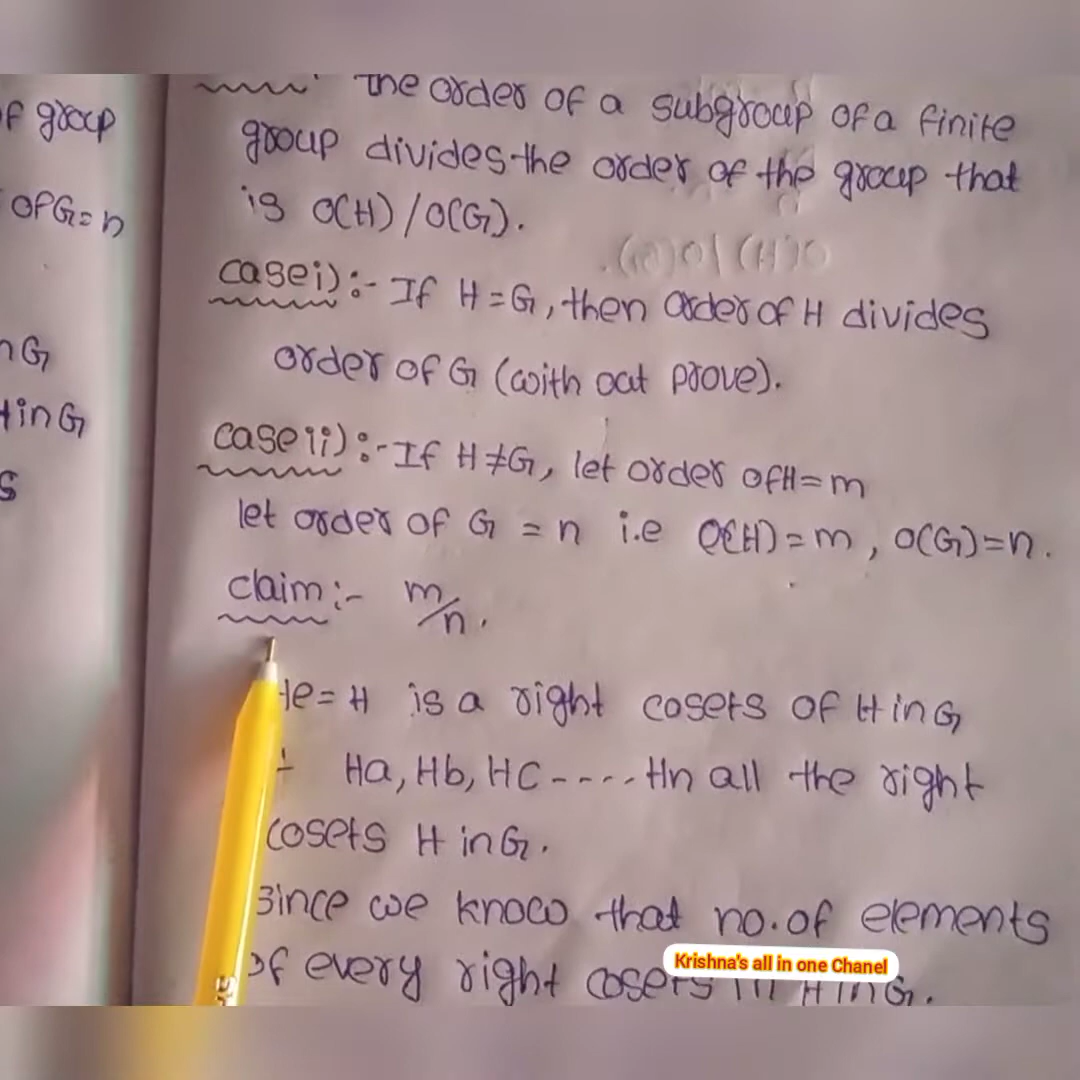 f group
of G = n
n G
H in G
s
the order of a subgroup of a finite
group divides the order of the group that
is O(H) / O(G).
case i) :- If H = G, then order of H divides
order of G (with out prove).
case ii) :- If H ≠ G, let order of H = m
let order of G = n i.e O(H) = m, O(G) = n.
claim :- m/n.
He = H is a right cosets of H in G
Ha, Hb, HC ---- Hn all the right
cosets H in G.
Since we know that no. of elements
of every right cosets in H in G.
Krishna's all in one Chanel